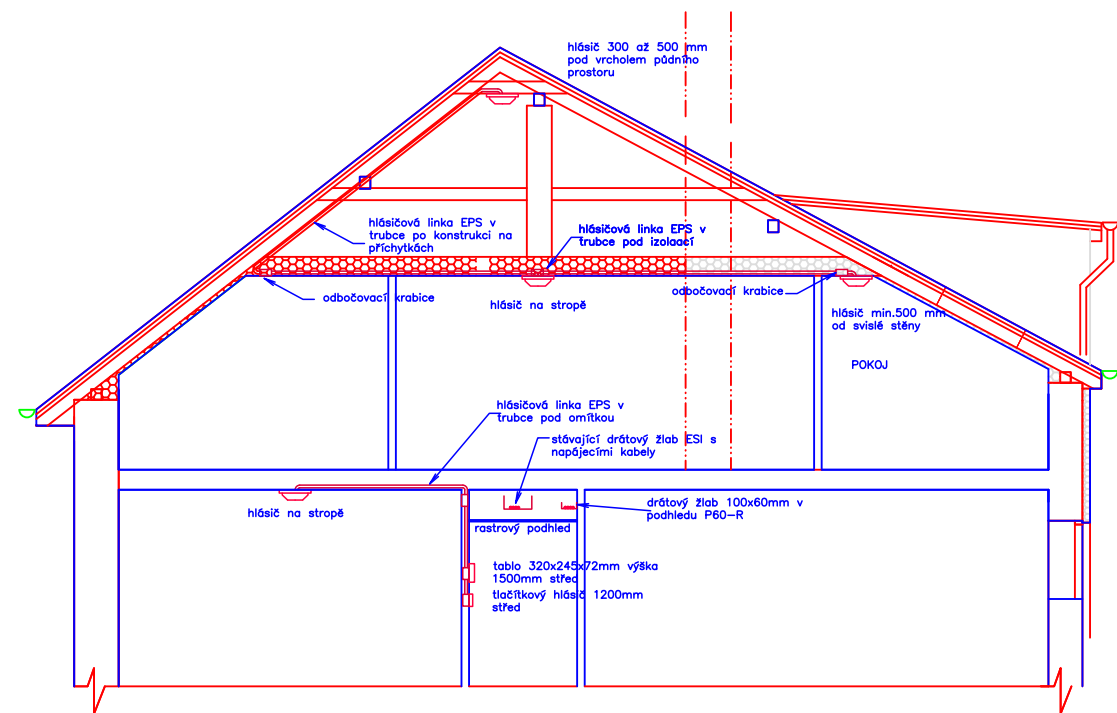 hlásič 300 až 500 mm
pod vrcholem půdního
prostoru
hlásičová linka EPS v
trubce po konstrukci na
příchytkách
hlásičová linka EPS v
trubce pod izolaací
odbočovací krabice
hlásič na stropě
odbočovací krabice
hlásič min.500 mm
od svislé stěny
POKOJ
hlásičová linka EPS v
trubce pod omítkou
stávající drátový žlab ESI s
napájecími kabely
hlásič na stropě
drátový žlab 100x60mm v
podhledu P60-R
rastrový podhled
tablo 320x245x72mm výška
1500mm střed
tlačítkový hlásič 1200mm
střed